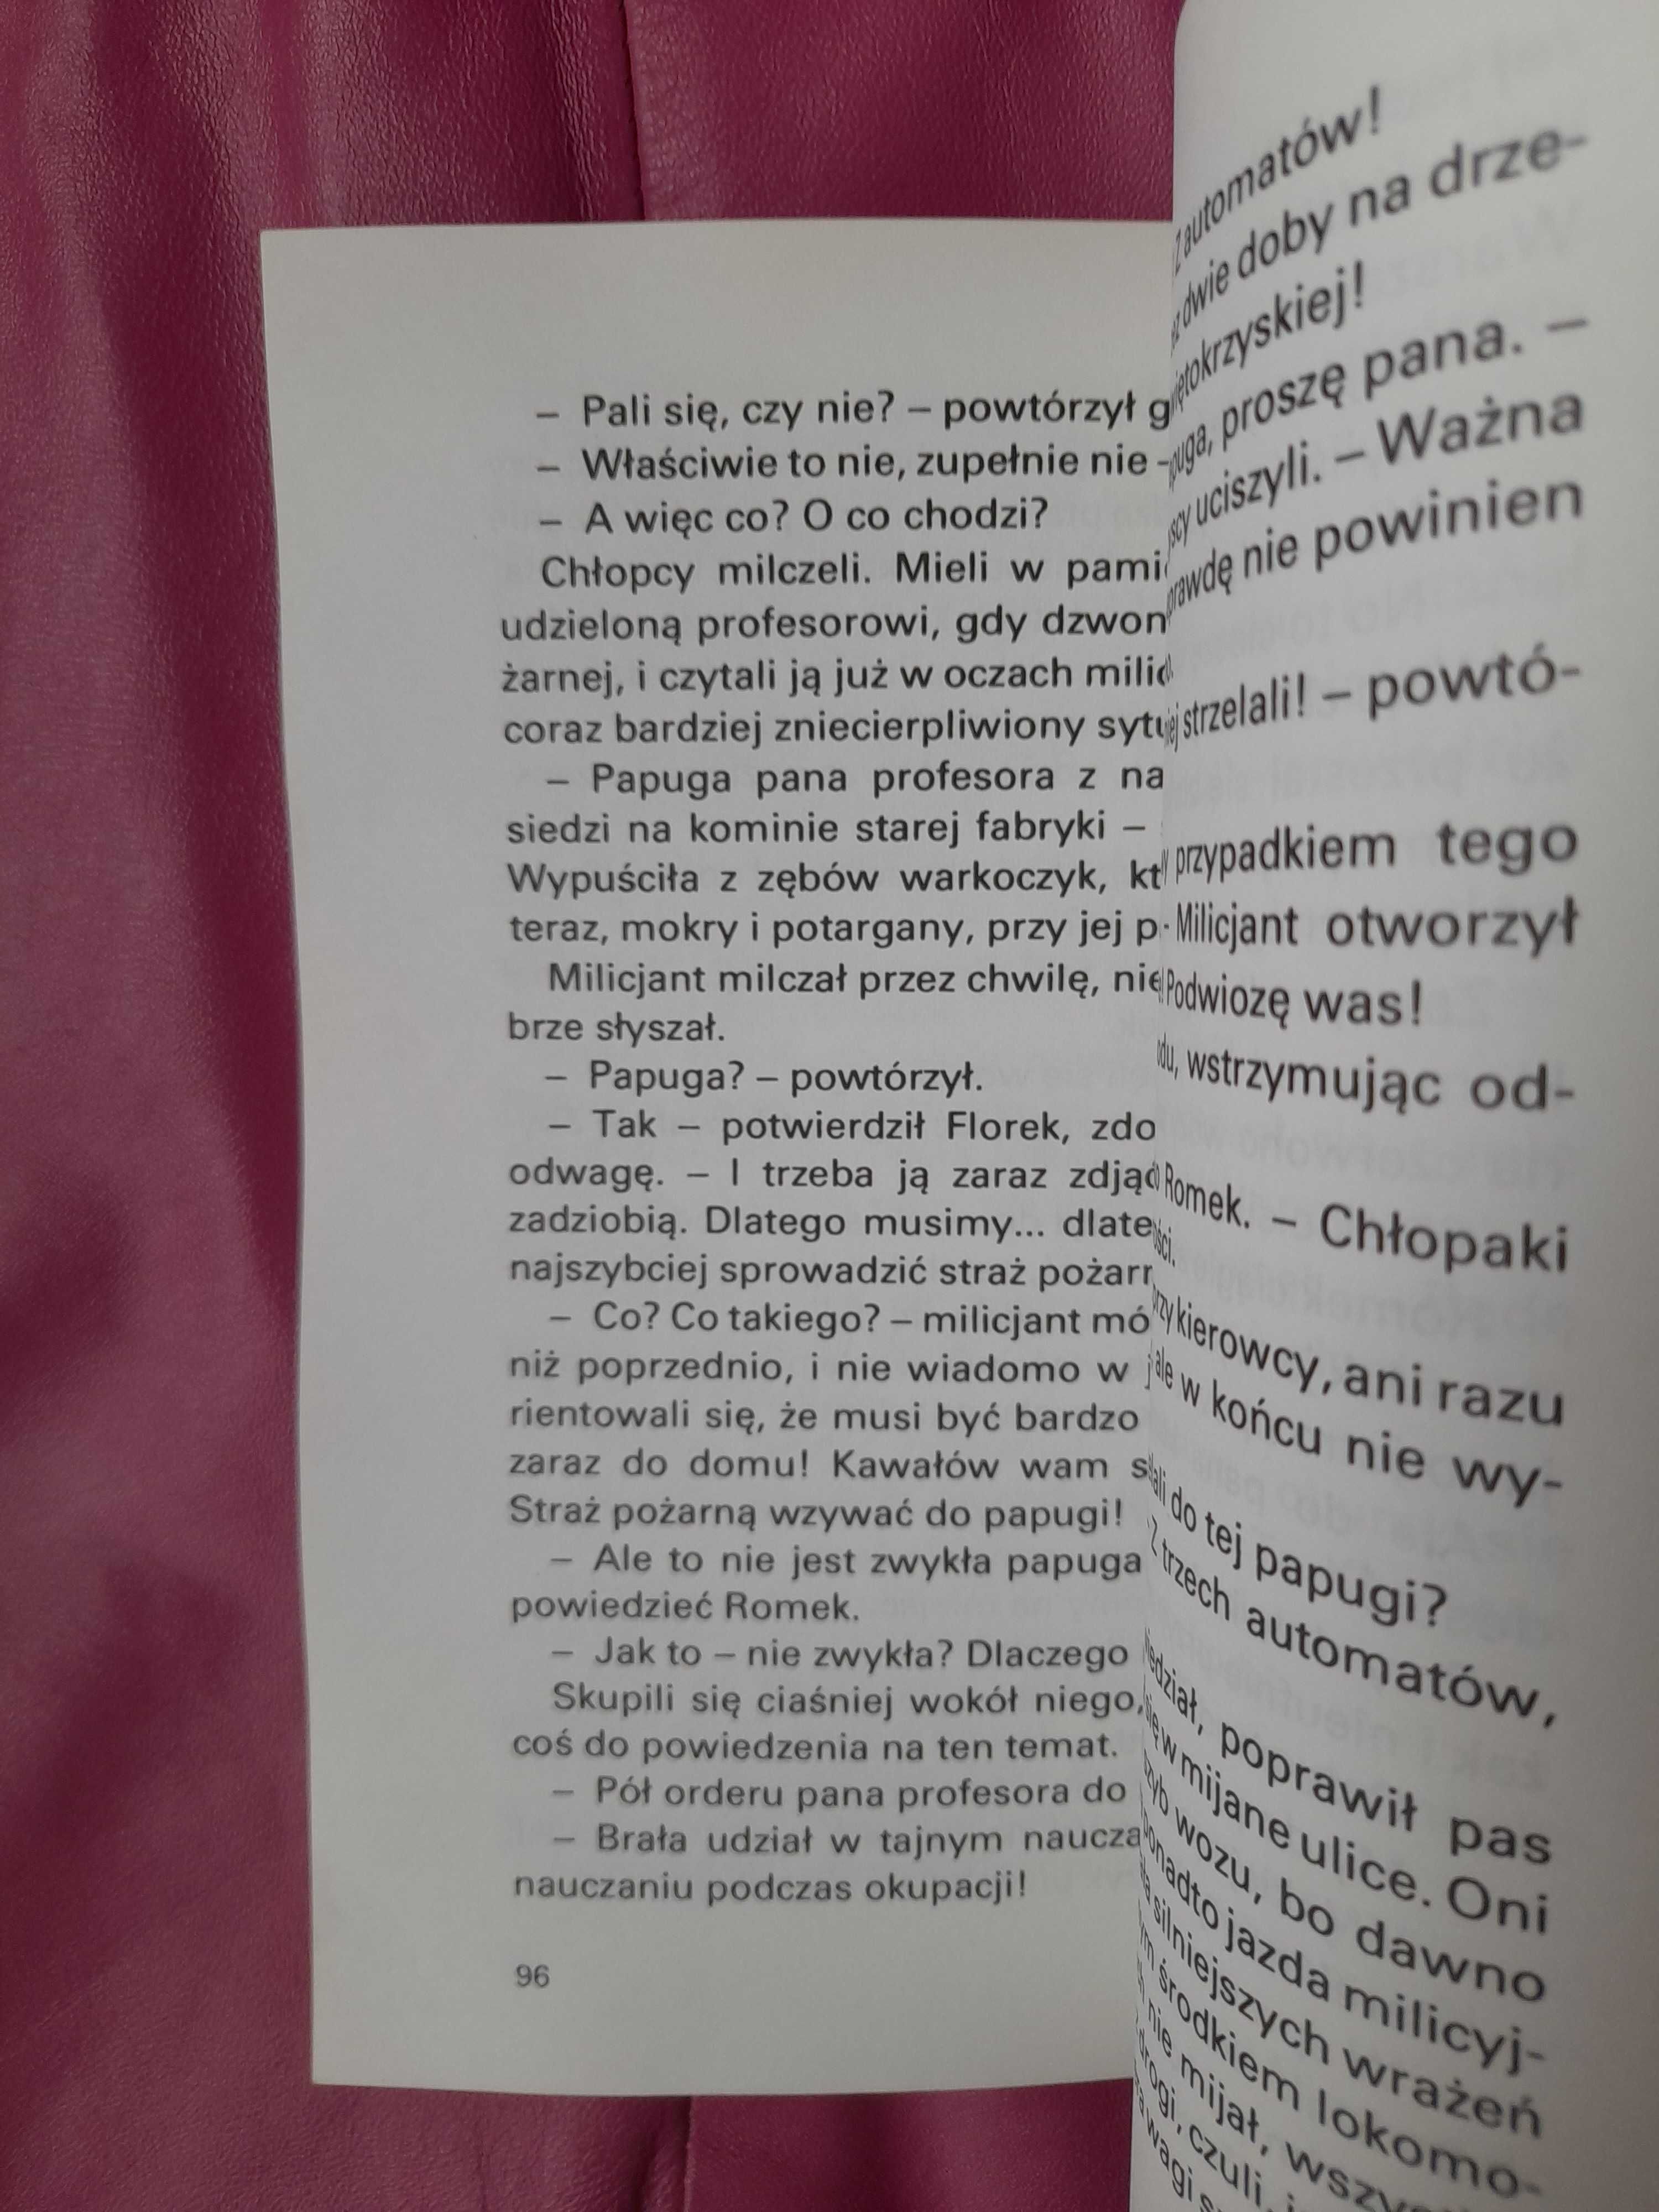 – Pali się, czy nie? – powtórzył
– Właściwie to nie, zupełnie nie –
– A więc co? O co chodzi?
Chłopcy milczeli. Mieli w
udzieloną profesorowi, gdy
żarnej, i czytali ją już w oczach
coraz bardziej zniecierpliwiony
– Papuga pana profesora z na
siedzi na kominie starej fabryki –
Wypuściła z zębów warkoczyk,
teraz, mokry i potargany, przy jej
Milicjant milczał przez chwilę,
brze słyszał.
– Papuga? – powtórzył.
– Tak – potwierdził Florek, zdo
odwagę. – I trzeba ją zaraz
zadziobią. Dlatego musimy...
najszybciej sprowadzić straż
– Co? Co takiego? – milicjant mó
niż poprzednio, i nie wiadomo w
rientowali się, że musi być bardzo
zaraz do domu! Kawałów wam
Straż pożarną wzywać do papugi!
– Ale to nie jest zwykła papuga
powiedzieć Romek.
– Jak to – nie zwykła? Dlaczego
Skupili się ciaśniej wokół niego,
coś do powiedzenia na ten temat.
– Pół orderu pana profesora do
– Brała udział w tajnym naucza
nauczaniu podczas okupacji!
96
automatów!
dwie doby na drze-
proszę pana. –
uciszyli. – Ważna
nie powinien
strzelali! – powtó-
przypadkiem tego
Milicjant otworzył
Podwiozę was!
wstrzymując od-
Romek. – Chłopaki
kierowcy, ani razu
ale w końcu nie wy-
do tej papugi?
Z trzech automatów,
poprawił pas
w mijane ulice. Oni
wozu, bo dawno
jazda milicyj-
silniejszych wrażeń
środkiem lokomo-
nie mijał,
czuli,